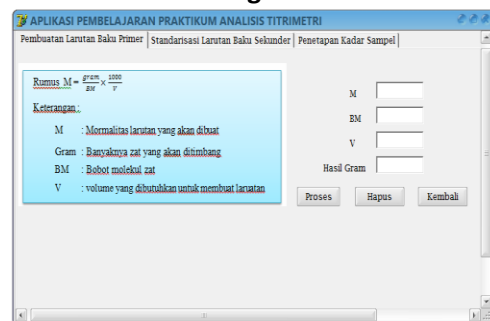 APLIKASI PEMBELAJARAN PRAKTIKUM ANALISIS TITRIMETRI
Pembuatan Larutan Baku Primer Standarisasi Larutan Baku Sekunder Penetapan Kadar Sampel
Rumus M = gram/BM × 1000/V
Keterangan :
M : Mormalitas larutan yang akan dibuat
Gram : Banyaknya zat yang akan ditimbang
BM : Bobot molekul zat
V : volume yang dibutuhkan untuk membuat laruatan
M
BM
V
Hasil Gram
Proses Hapus Kembali